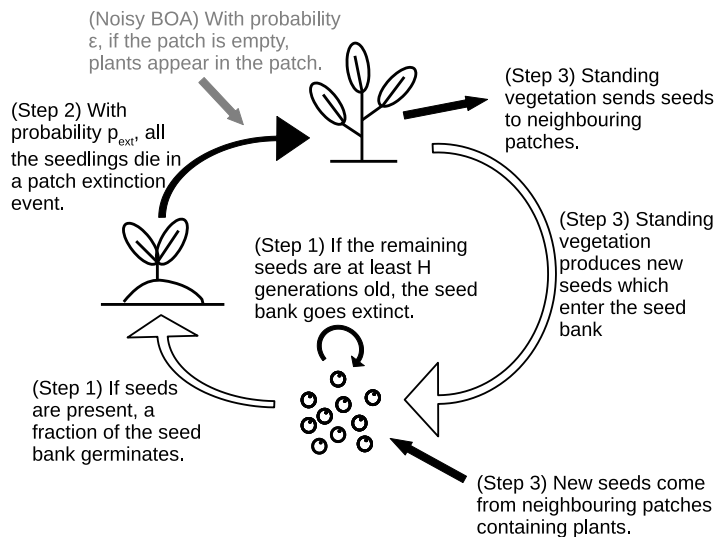 (Noisy BOA) With probability
ε, if the patch is empty,
plants appear in the patch.
(Step 2) With
probability pext, all
the seedlings die in
a patch extinction
event.
(Step 3) Standing
vegetation sends seeds
to neighbouring
patches.
(Step 1) If the remaining
seeds are at least H
generations old, the seed
bank goes extinct.
(Step 3) Standing
vegetation
produces new
seeds which
enter the seed
bank
(Step 1) If seeds
are present, a
fraction of the seed
bank germinates.
(Step 3) New seeds come
from neighbouring patches
containing plants.